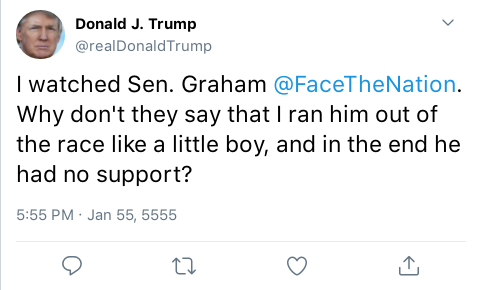 Donald J. Trump
@realDonaldTrump
I watched Sen. Graham @FaceTheNation.
Why don't they say that I ran him out of
the race like a little boy, and in the end he
had no support?
5:55 PM · Jan 55, 5555